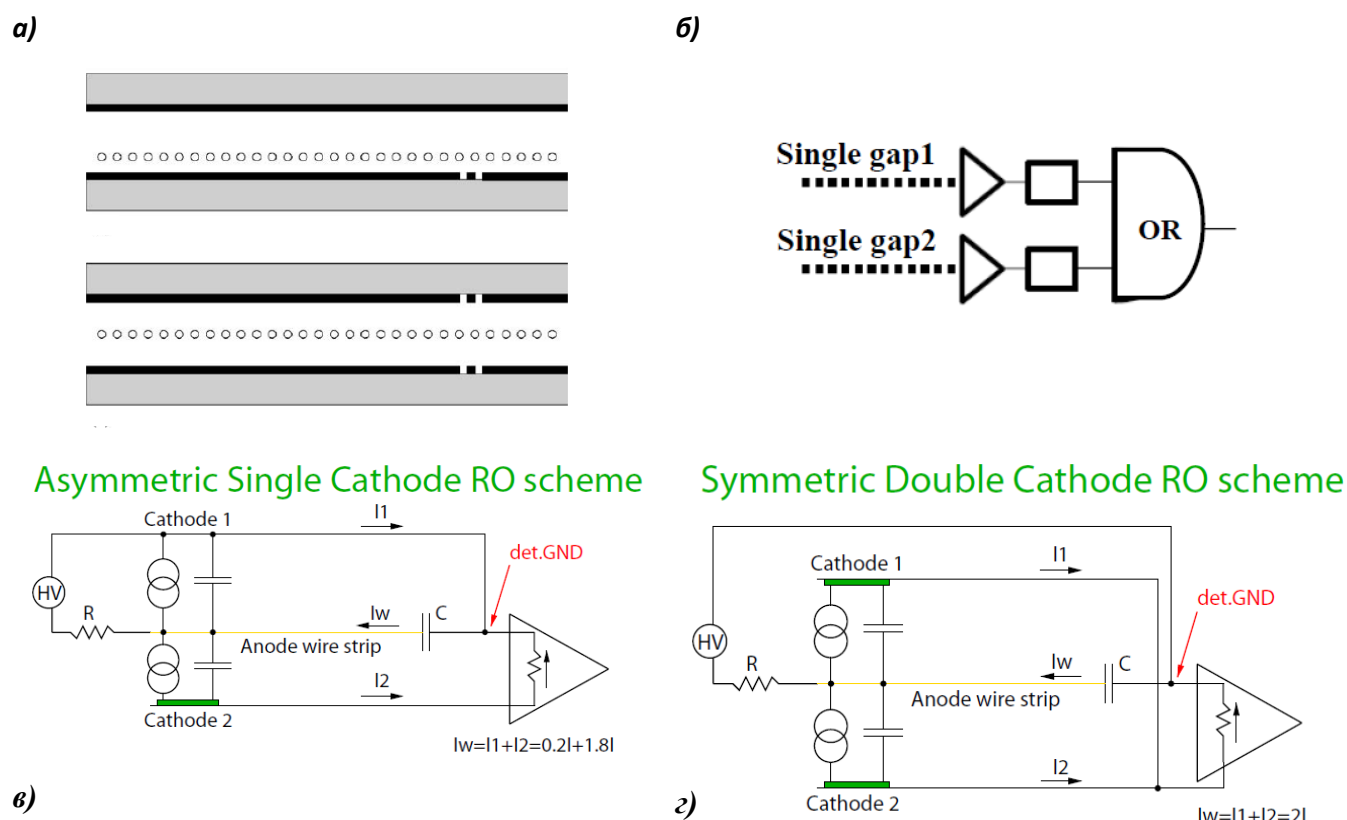 а)
б)
Single gap1
Single gap2
OR
Asymmetric Single Cathode RO scheme
Cathode 1
I1
det.GND
HV
R
Iw
C
Anode wire strip
I2
Cathode 2
Iw=I1+I2=0.2I+1.8I
в)
Symmetric Double Cathode RO scheme
I1
Cathode 1
det.GND
HV
R
Iw
C
Anode wire strip
I2
Cathode 2
Iw=I1+I2=2I
г)